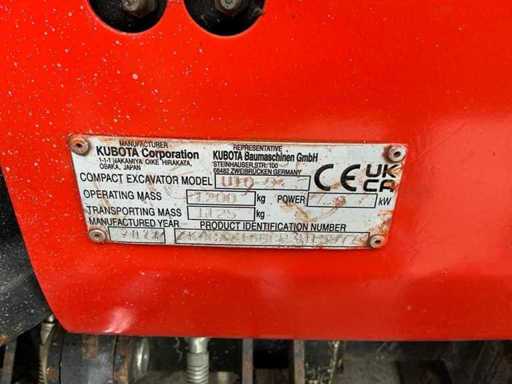 MANUFACTURER
KUBOTA Corporation
1-1-1 NAKAMIYA OIKE HIRAKATA,
OSAKA, JAPAN
REPRESENTATIVE
KUBOTA Baumaschinen GmbH
STEINHAUSER STR. 100
66482 ZWEIBRÜCKEN GERMANY
COMPACT EXCAVATOR MODEL
OPERATING MASS 1200 kg POWER kW
TRANSPORTING MASS 1125 kg
MANUFACTURED YEAR PRODUCT IDENTIFICATION NUMBER
CE UK
CA